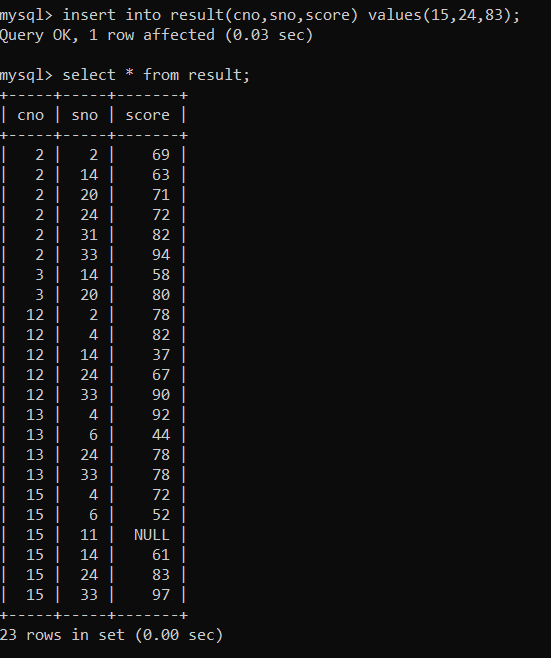 mysql> insert into result(cno,sno,score) values(15,24,83);
Query OK, 1 row affected (0.03 sec)

mysql> select * from result;
+-----+-----+-------+
| cno | sno | score |
+-----+-----+-------+
|   2 |   2 |    69 |
|   2 |  14 |    63 |
|   2 |  20 |    71 |
|   2 |  24 |    72 |
|   2 |  31 |    82 |
|   2 |  33 |    94 |
|   3 |  14 |    58 |
|   3 |  20 |    80 |
|  12 |   2 |    78 |
|  12 |   4 |    82 |
|  12 |  14 |    37 |
|  12 |  24 |    67 |
|  12 |  33 |    90 |
|  13 |   4 |    92 |
|  13 |   6 |    44 |
|  13 |  24 |    78 |
|  13 |  33 |    78 |
|  15 |   4 |    72 |
|  15 |   6 |    52 |
|  15 |  11 |  NULL |
|  15 |  14 |    61 |
|  15 |  24 |    83 |
|  15 |  33 |    97 |
+-----+-----+-------+
23 rows in set (0.00 sec)